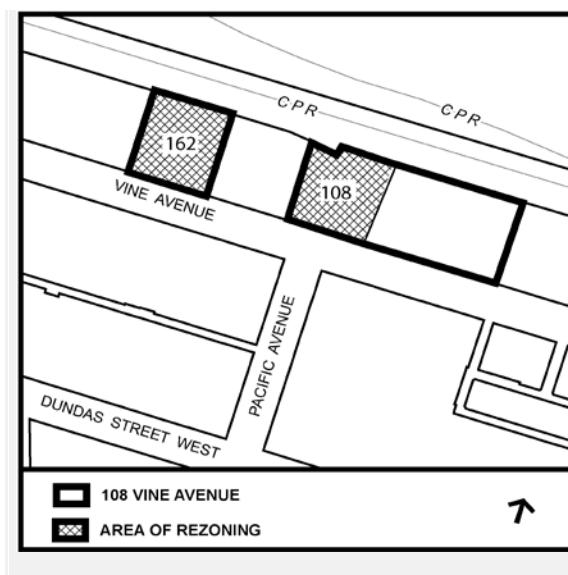 CPR
CPR
162
108
VINE AVENUE
PACIFIC AVENUE
DUNDAS STREET WEST
108 VINE AVENUE
AREA OF REZONING